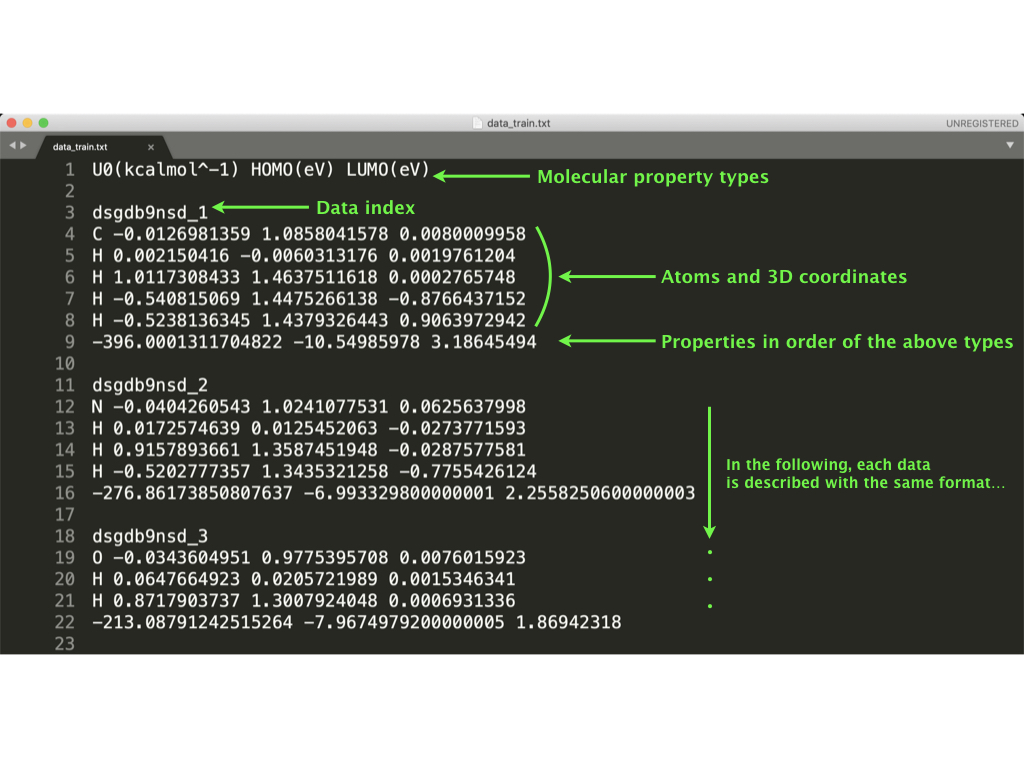 data_train.txt
UNREGISTERED
data_train.txt
1 U0(kcalmol^-1) HOMO(eV) LUMO(eV)
Molecular property types
2
3 dsgdb9nsd_1
Data index
4 C -0.0126981359 1.0858041578 0.0080009958
5 H 0.002150416 -0.0060313176 0.0019761204
6 H 1.0117308433 1.4637511618 0.0002765748
Atoms and 3D coordinates
7 H -0.540815069 1.4475266138 -0.8766437152
8 H -0.5238136345 1.4379326443 0.9063972942
9 -396.0001311704822 -10.54985978 3.18645494
Properties in order of the above types
10
11 dsgdb9nsd_2
12 N -0.0404260543 1.0241077531 0.0625637998
13 H 0.0172574639 0.0125452063 -0.0273771593
14 H 0.9157893661 1.3587451948 -0.0287577581
15 H -0.5202777357 1.3435321258 -0.7755426124
In the following, each data
is described with the same format...
16 -276.86173850807637 -6.993329800000001 2.2558250600000003
17
18 dsgdb9nsd_3
19 O -0.0343604951 0.9775395708 0.0076015923
20 H 0.0647664923 0.0205721989 0.0015346341
21 H 0.8717903737 1.3007924048 0.0006931336
22 -213.08791242515264 -7.9674979200000005 1.86942318
23